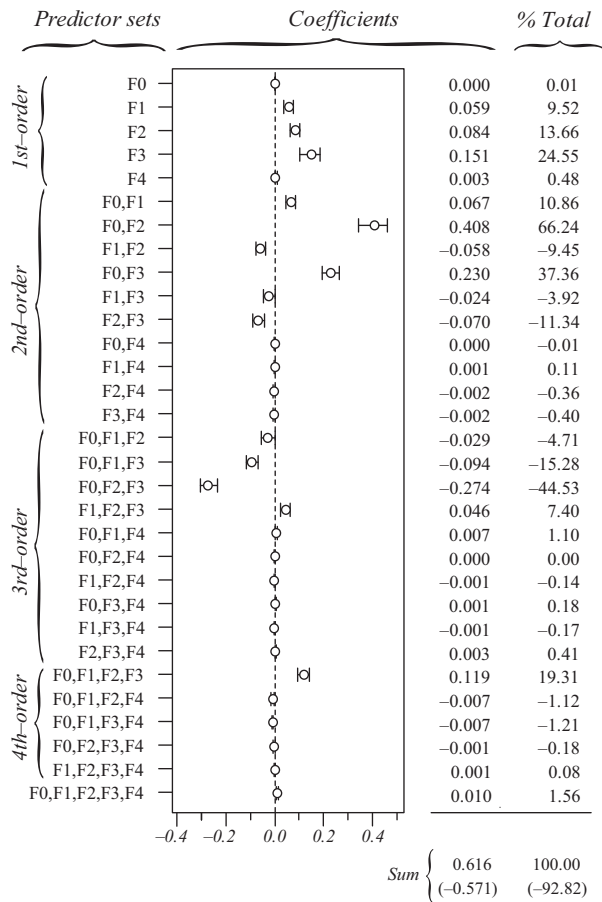 Predictor sets Coefficients % Total
1st–order
F0 0.000 0.01
F1 0.059 9.52
F2 0.084 13.66
F3 0.151 24.55
F4 0.003 0.48
2nd–order
F0,F1 0.067 10.86
F0,F2 0.408 66.24
F1,F2 –0.058 –9.45
F0,F3 0.230 37.36
F1,F3 –0.024 –3.92
F2,F3 –0.070 –11.34
F0,F4 0.000 –0.01
F1,F4 0.001 0.11
F2,F4 –0.002 –0.36
F3,F4 –0.002 –0.40
3rd–order
F0,F1,F2 –0.029 –4.71
F0,F1,F3 –0.094 –15.28
F0,F2,F3 –0.274 –44.53
F1,F2,F3 0.046 7.40
F0,F1,F4 0.007 1.10
F0,F2,F4 0.000 0.00
F1,F2,F4 –0.001 –0.14
F0,F3,F4 0.001 0.18
F1,F3,F4 –0.001 –0.17
F2,F3,F4 0.003 0.41
4th–order
F0,F1,F2,F3 0.119 19.31
F0,F1,F2,F4 –0.007 –1.12
F0,F1,F3,F4 –0.007 –1.21
F0,F2,F3,F4 –0.001 –0.18
F1,F2,F3,F4 0.001 0.08
F0,F1,F2,F3,F4 0.010 1.56
–0.4 –0.2 0.0 0.2 0.4
Sum 0.616 100.00
(–0.571) (–92.82)